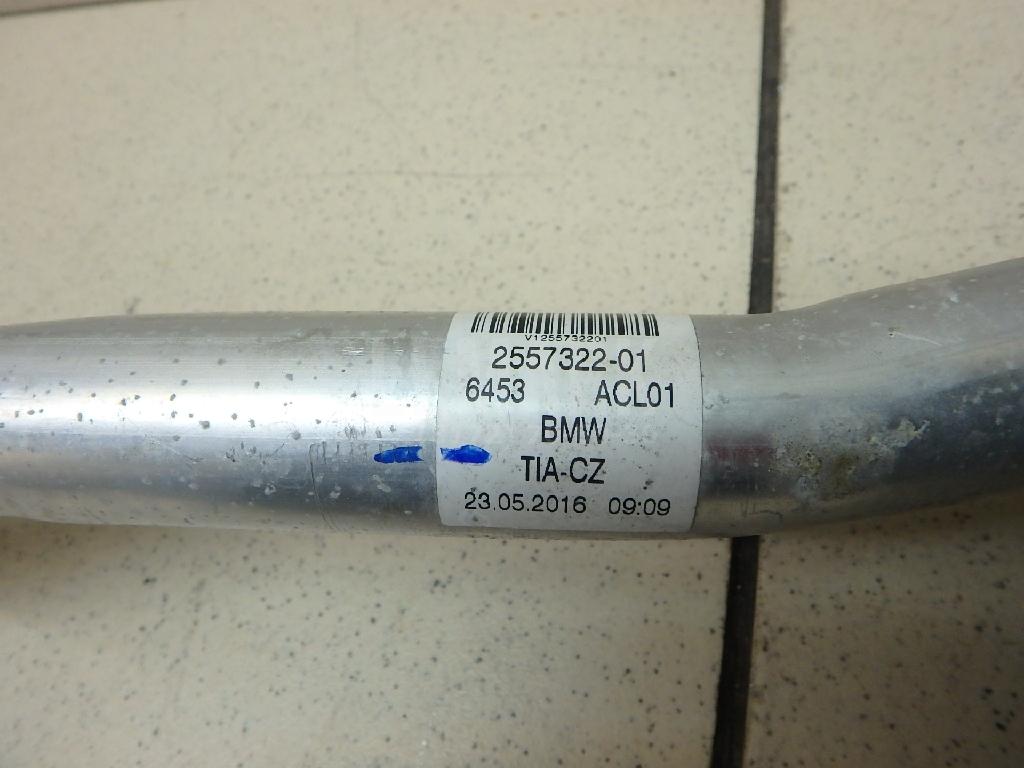 V1255732201
2557322-01
6453 ACL01
BMW
TIA-CZ
23.05.2016 09:09